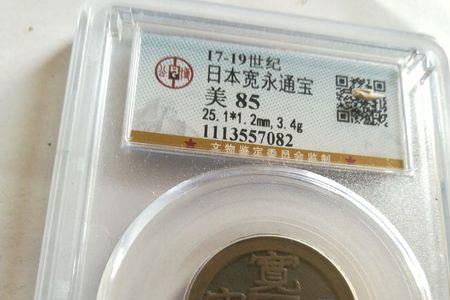 17-19世纪
日本宽永通宝
美 85
25.1*1.2mm,3.4g
1113557082
文物鉴定委员会监制
寛